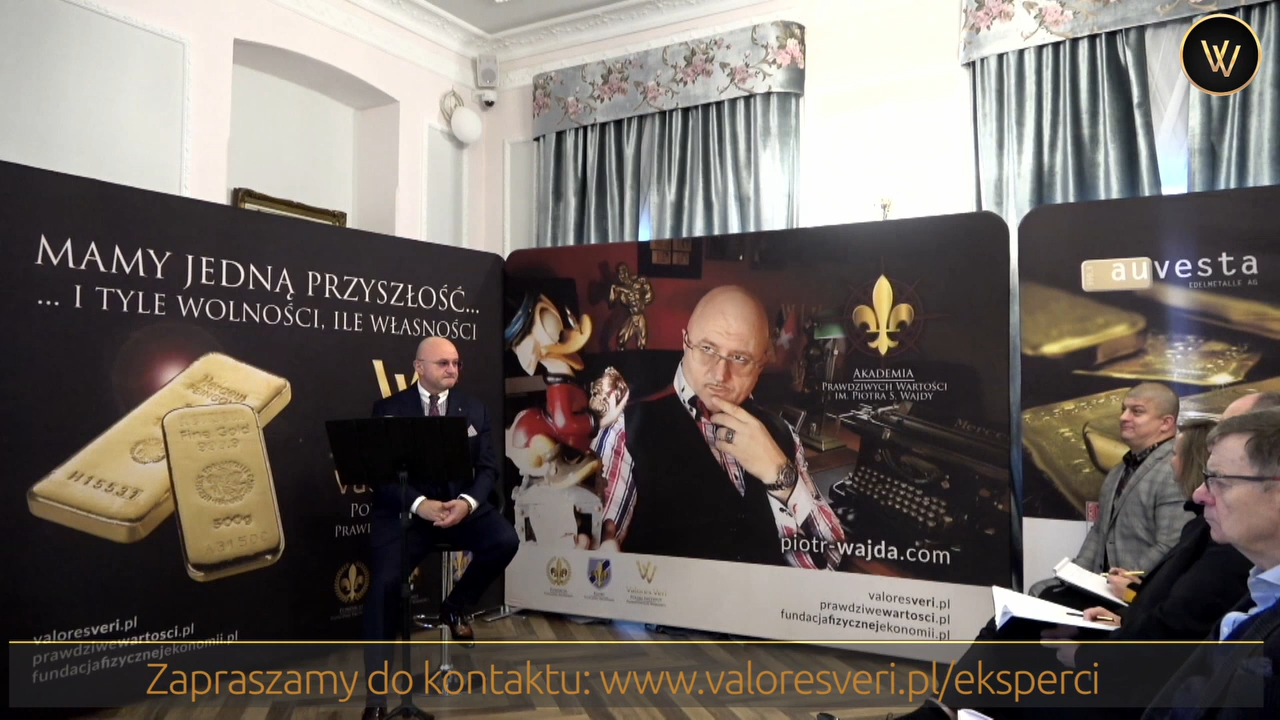 W
MAMY JEDNĄ PRZYSZŁOŚĆ...
... I TYLE WOLNOŚCI, ILE WŁASNOŚCI
H15531
Fine Gold
999.9
500g
valoresveri.pl
prawdziwewartosci.pl
fundacjafizycznejekonomii.pl
AKADEMIA
PRAWDZIWYCH WARTOŚCI
IM. PIOTRA S. WAJDY
piotr-wajda.com
valoresveri.pl
prawdziwewartosci.pl
fundacjafizycznejekonomii.pl
auvesta
EDELMETALLE AG
Zapraszamy do kontaktu: www.valoresveri.pl/eksperci